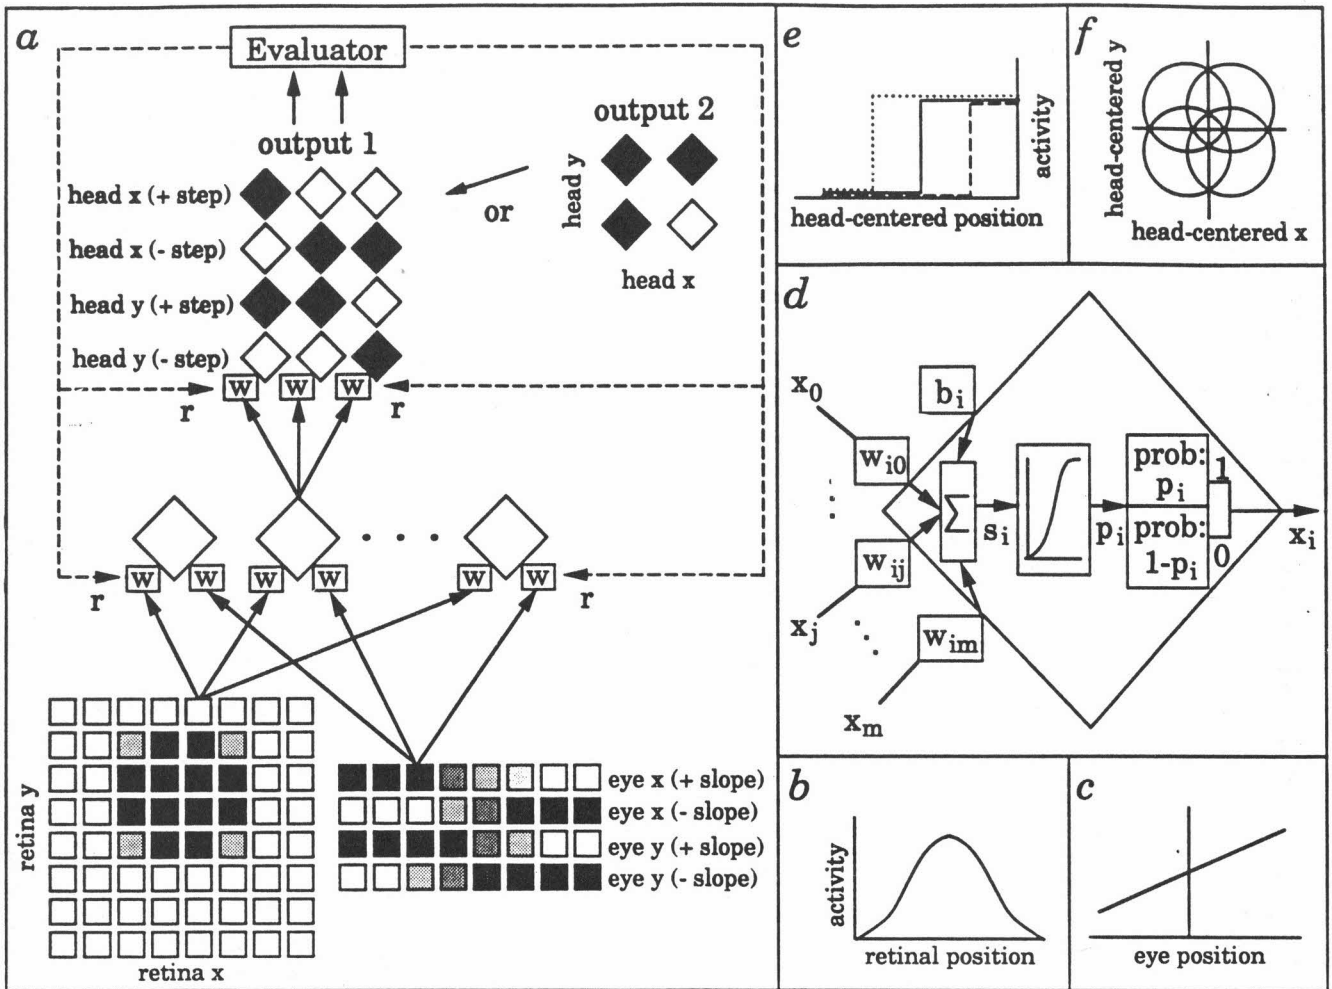 a
Evaluator
output 1
output 2
head y
head x
or
head x (+ step)
head x (- step)
head y (+ step)
head y (- step)
w w w
r r
w w w w w w
r r
retina y
retina x
eye x (+ slope)
eye x (- slope)
eye y (+ slope)
eye y (- slope)
e
activity
head-centered position
f
head-centered y
head-centered x
d
x0
bi
wi0
Σ
si
pi
prob: pi
1
prob: 1-pi
0
xi
wij
xj
wim
xm
b
activity
retinal position
c
eye position